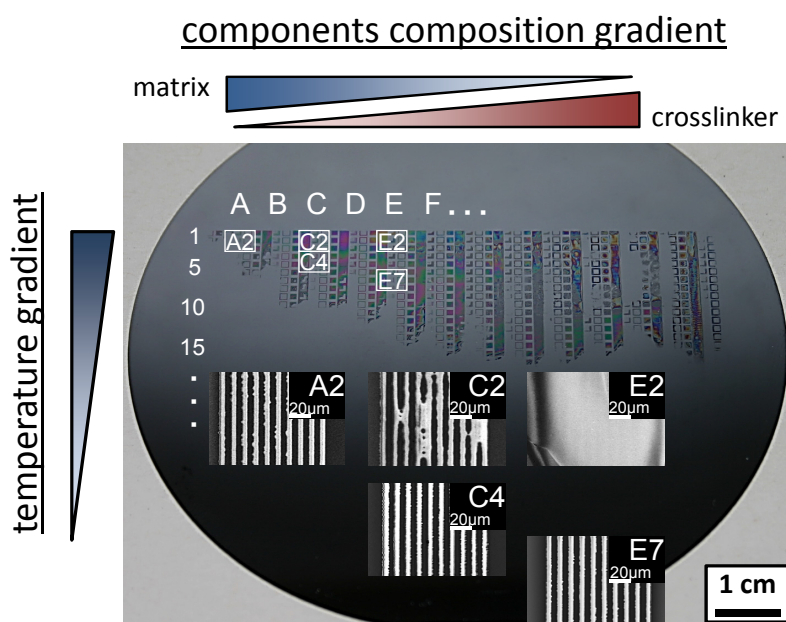 components composition gradient
matrix
crosslinker
temperature gradient
A B C D E F...
1
A2 C2 E2
C4
5
E7
10
15
.
.
.
A2
20µm
C2
20µm
E2
20µm
C4
20µm
E7
20µm
1 cm